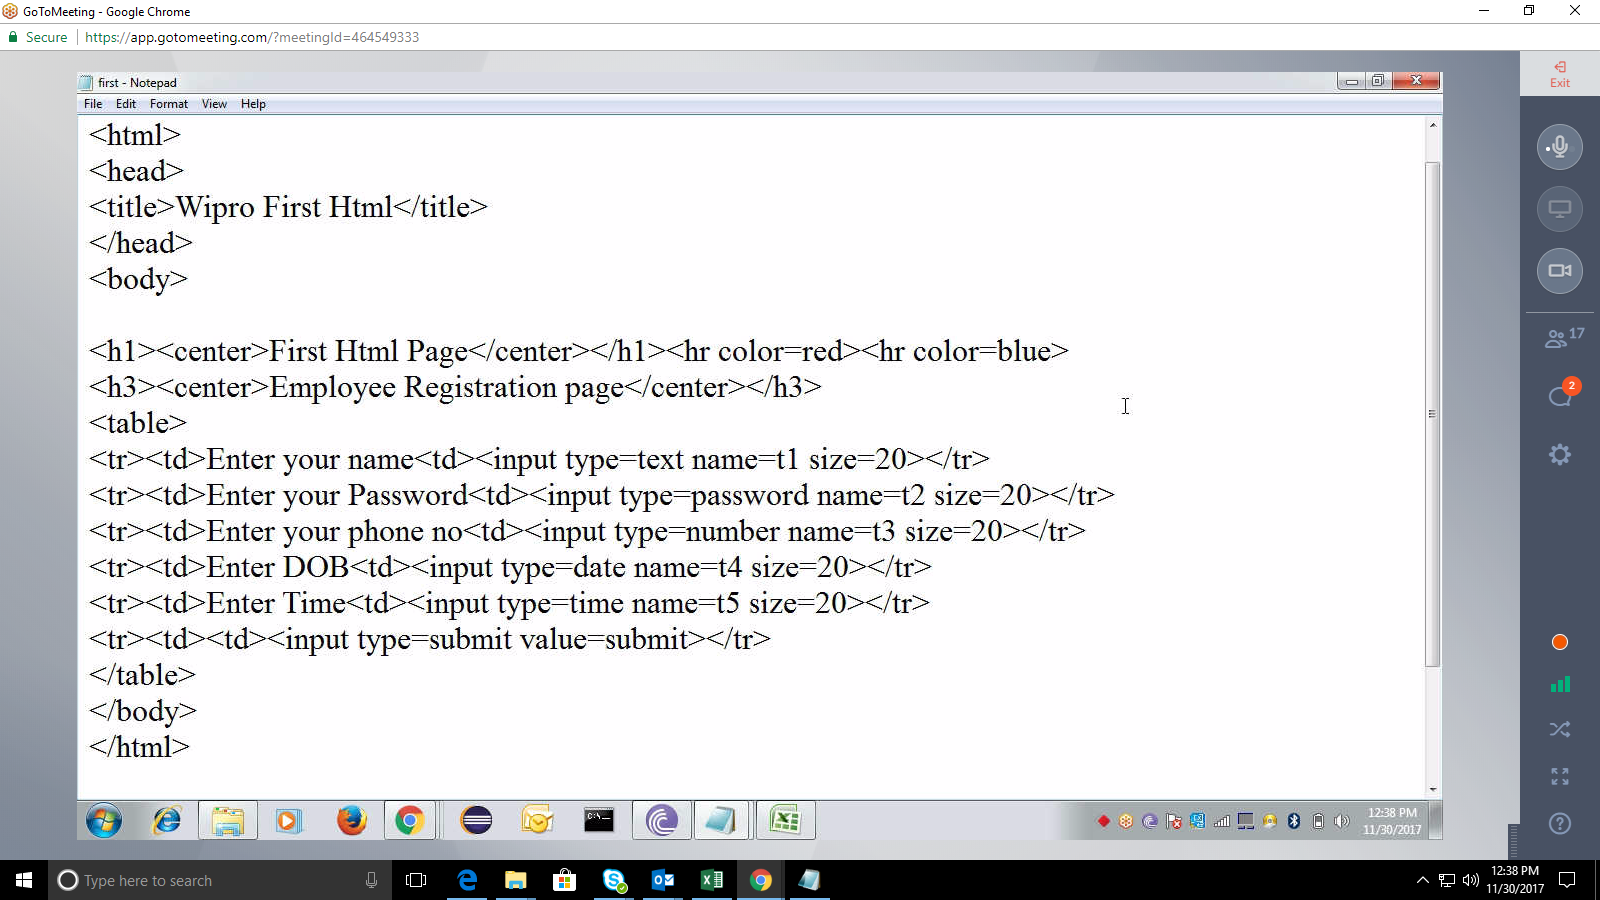 GoToMeeting - Google Chrome
Secure https://app.gotomeeting.com/?meetingId=464549333
Exit
first - Notepad
File Edit Format View Help
<html>
<head>
<title>Wipro First Html</title>
</head>
<body>
<h1><center>First Html Page</center></h1><hr color=red><hr color=blue>
<h3><center>Employee Registration page</center></h3>
<table>
<tr><td>Enter your name<td><input type=text name=t1 size=20></tr>
<tr><td>Enter your Password<td><input type=password name=t2 size=20></tr>
<tr><td>Enter your phone no<td><input type=number name=t3 size=20></tr>
<tr><td>Enter DOB<td><input type=date name=t4 size=20></tr>
<tr><td>Enter Time<td><input type=time name=t5 size=20></tr>
<tr><td><td><input type=submit value=submit></tr>
</table>
</body>
</html>
17
2
12:38 PM
11/30/2017
Type here to search
12:38 PM
11/30/2017